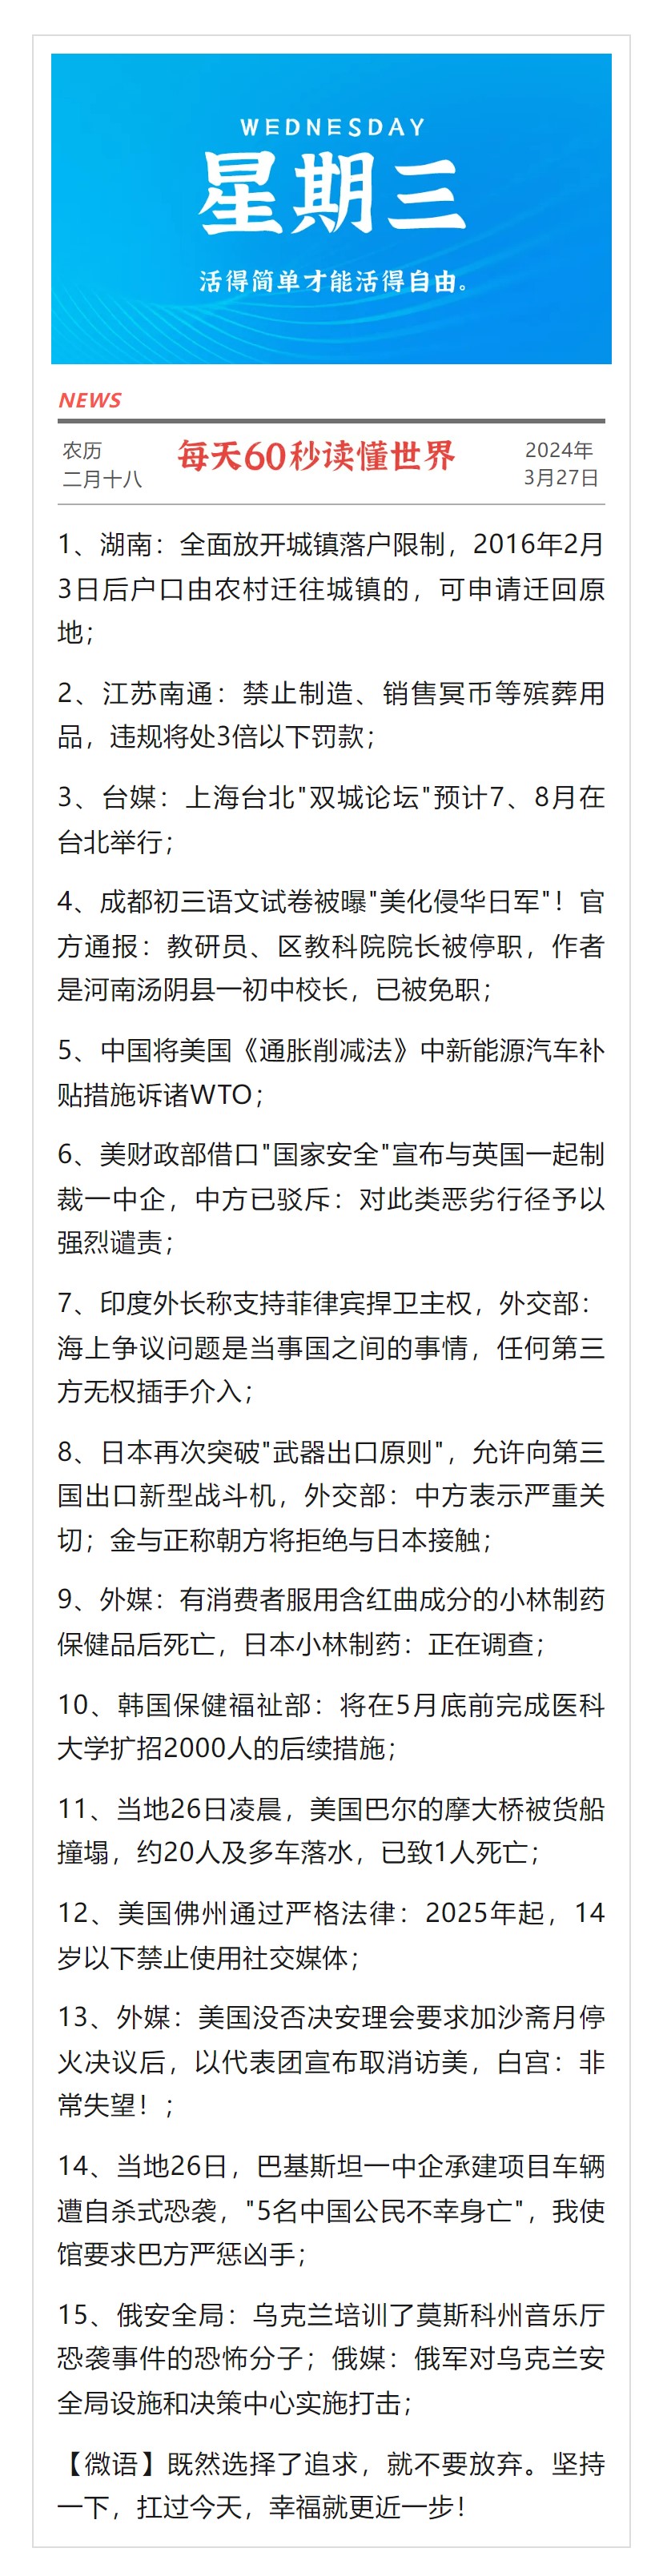 WEDNESDAY
星期三
活得简单才能活得自由。
NEWS
农历
二月十八
每天60秒读懂世界
2024年
3月27日
1、湖南：全面放开城镇落户限制，2016年2月
3日后户口由农村迁往城镇的，可申请迁回原
地；
2、江苏南通：禁止制造、销售冥币等殡葬用
品，违规将处3倍以下罚款；
3、台媒：上海台北"双城论坛"预计7、8月在
台北举行；
4、成都初三语文试卷被曝"美化侵华日军"！官
方通报：教研员、区教科院院长被停职，作者
是河南汤阴县一初中校长，已被免职；
5、中国将美国《通胀削减法》中新能源汽车补
贴措施诉诸WTO；
6、美财政部借口"国家安全"宣布与英国一起制
裁一中企，中方已驳斥：对此类恶劣行径予以
强烈谴责；
7、印度外长称支持菲律宾捍卫主权，外交部：
海上争议问题是当事国之间的事情，任何第三
方无权插手介入；
8、日本再次突破"武器出口原则"，允许向第三
国出口新型战斗机，外交部：中方表示严重关
切；金与正称朝方将拒绝与日本接触；
9、外媒：有消费者服用含红曲成分的小林制药
保健品后死亡，日本小林制药：正在调查；
10、韩国保健福祉部：将在5月底前完成医科
大学扩招2000人的后续措施；
11、当地26日凌晨，美国巴尔的摩大桥被货船
撞塌，约20人及多车落水，已致1人死亡；
12、美国佛州通过严格法律：2025年起，14
岁以下禁止使用社交媒体；
13、外媒：美国没否决安理会要求加沙斋月停
火决议后，以代表团宣布取消访美，白宫：非
常失望！；
14、当地26日，巴基斯坦一中企承建项目车辆
遭自杀式恐袭，"5名中国公民不幸身亡"，我使
馆要求巴方严惩凶手；
15、俄安全局：乌克兰培训了莫斯科州音乐厅
恐袭事件的恐怖分子；俄媒：俄军对乌克兰安
全局设施和决策中心实施打击；
【微语】既然选择了追求，就不要放弃。坚持
一下，扛过今天，幸福就更近一步！